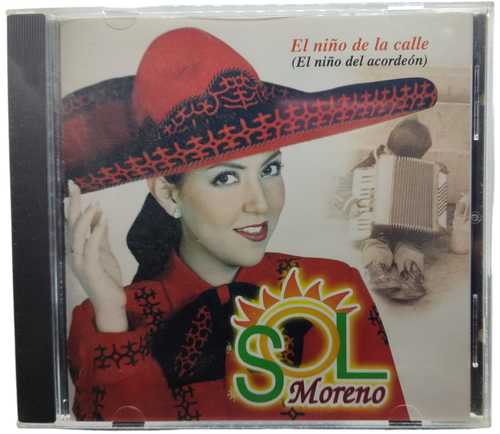 El niño de la calle
(El niño del acordeón)
SOL
Moreno